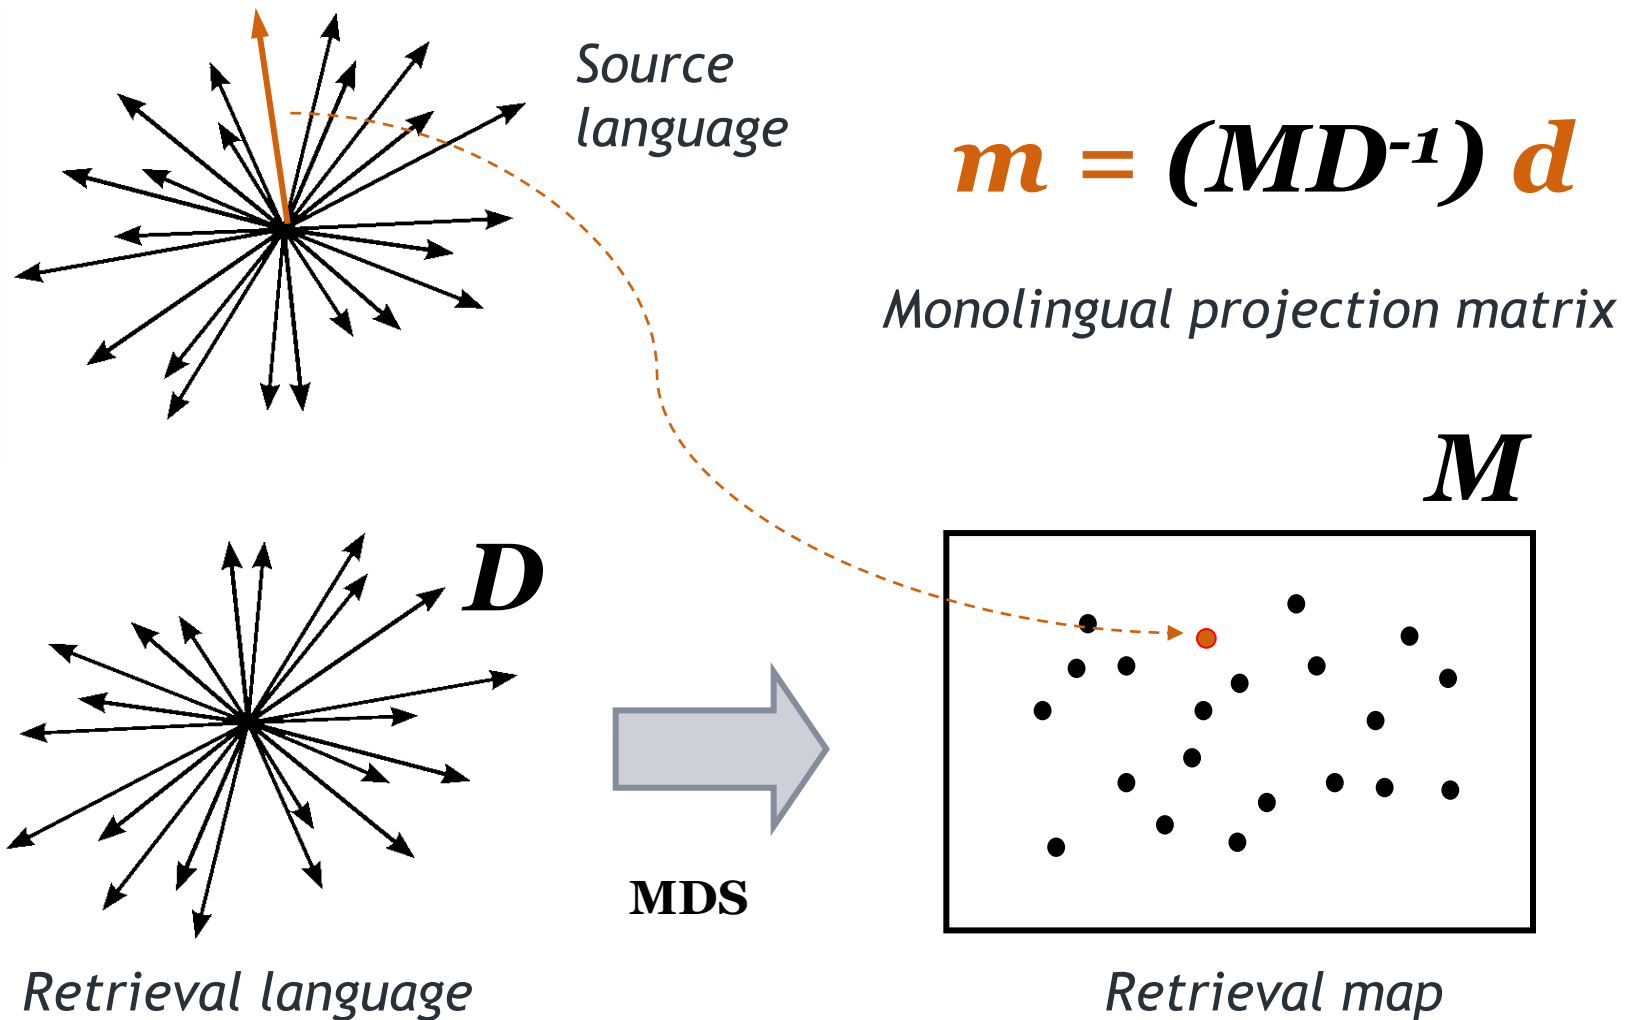 Source
language
m = (MD-1) d
Monolingual projection matrix
M
D
MDS
Retrieval language
Retrieval map